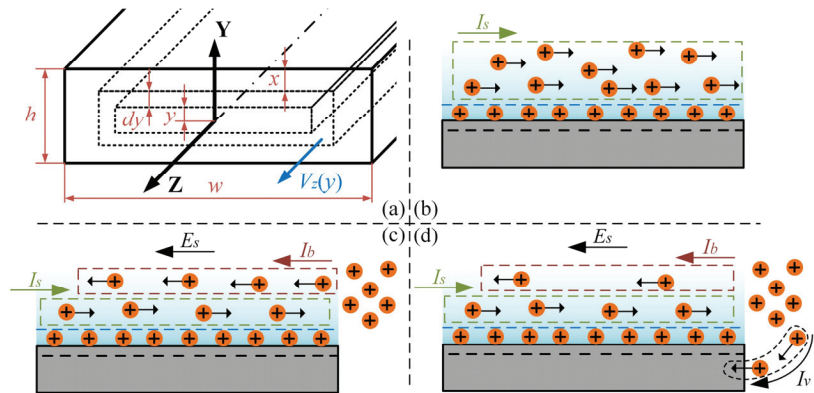 Y
x
h
dy
y
Z
w
Vz(y)
(a)
Is
(b)
Es
Ib
Is
(c)
Es
Ib
Is
Iv
(d)